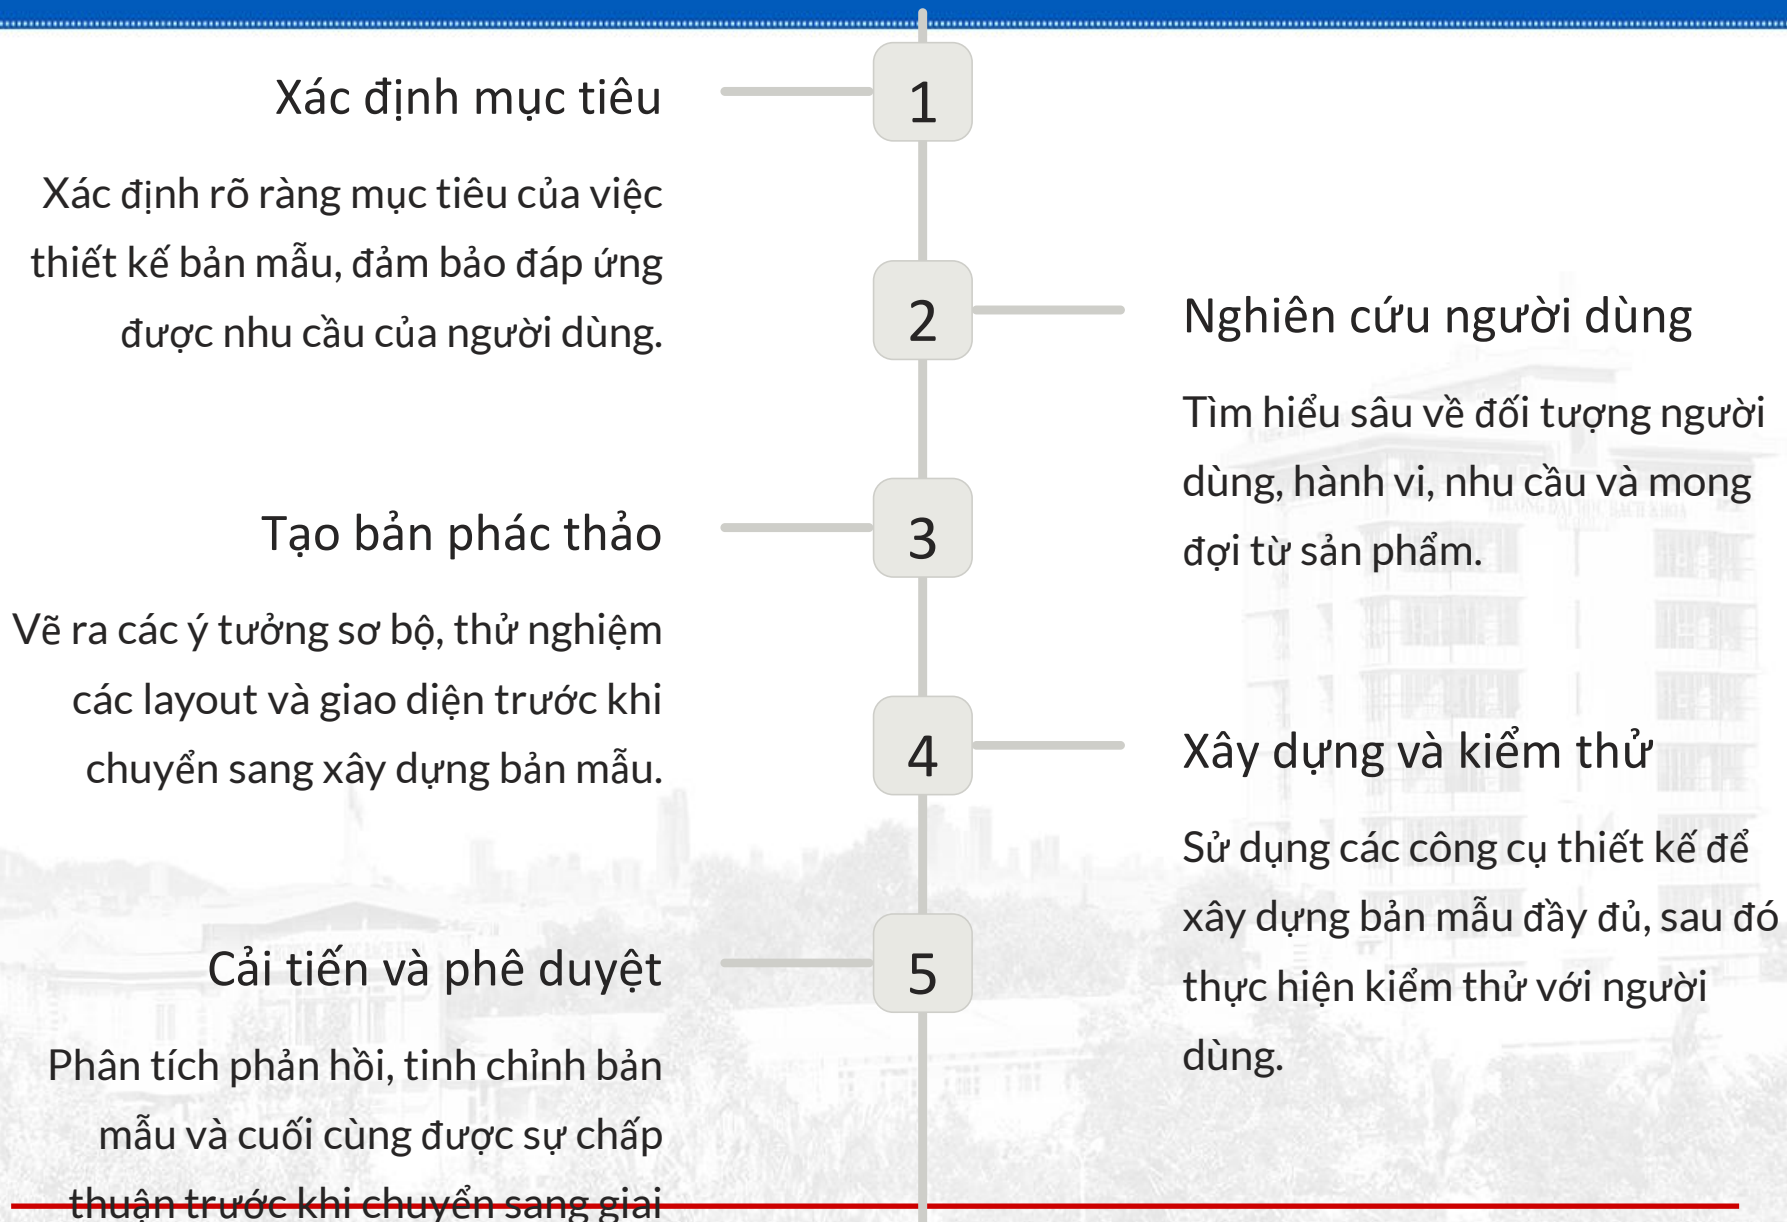 1
Xác định mục tiêu
Xác định rõ ràng mục tiêu của việc
thiết kế bản mẫu, đảm bảo đáp ứng
được nhu cầu của người dùng.
2
Nghiên cứu người dùng
Tìm hiểu sâu về đối tượng người
dùng, hành vi, nhu cầu và mong
đợi từ sản phẩm.
3
Tạo bản phác thảo
Vẽ ra các ý tưởng sơ bộ, thử nghiệm
các layout và giao diện trước khi
chuyển sang xây dựng bản mẫu.
4
Xây dựng và kiểm thử
Sử dụng các công cụ thiết kế để
xây dựng bản mẫu đầy đủ, sau đó
thực hiện kiểm thử với người
dùng.
5
Cải tiến và phê duyệt
Phân tích phản hồi, tinh chỉnh bản
mẫu và cuối cùng được sự chấp
thuận trước khi chuyển sang giai